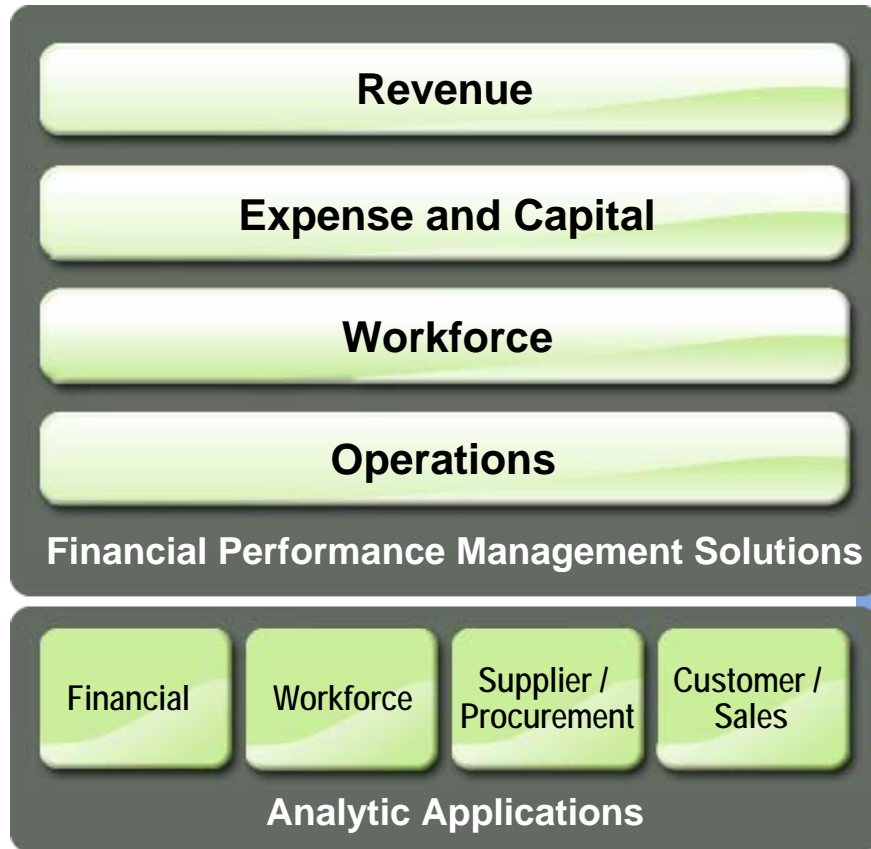 Revenue
Expense and Capital
Workforce
Operations
Financial Performance Management Solutions
Financial
Workforce
Supplier /
Procurement
Customer /
Sales
Analytic Applications